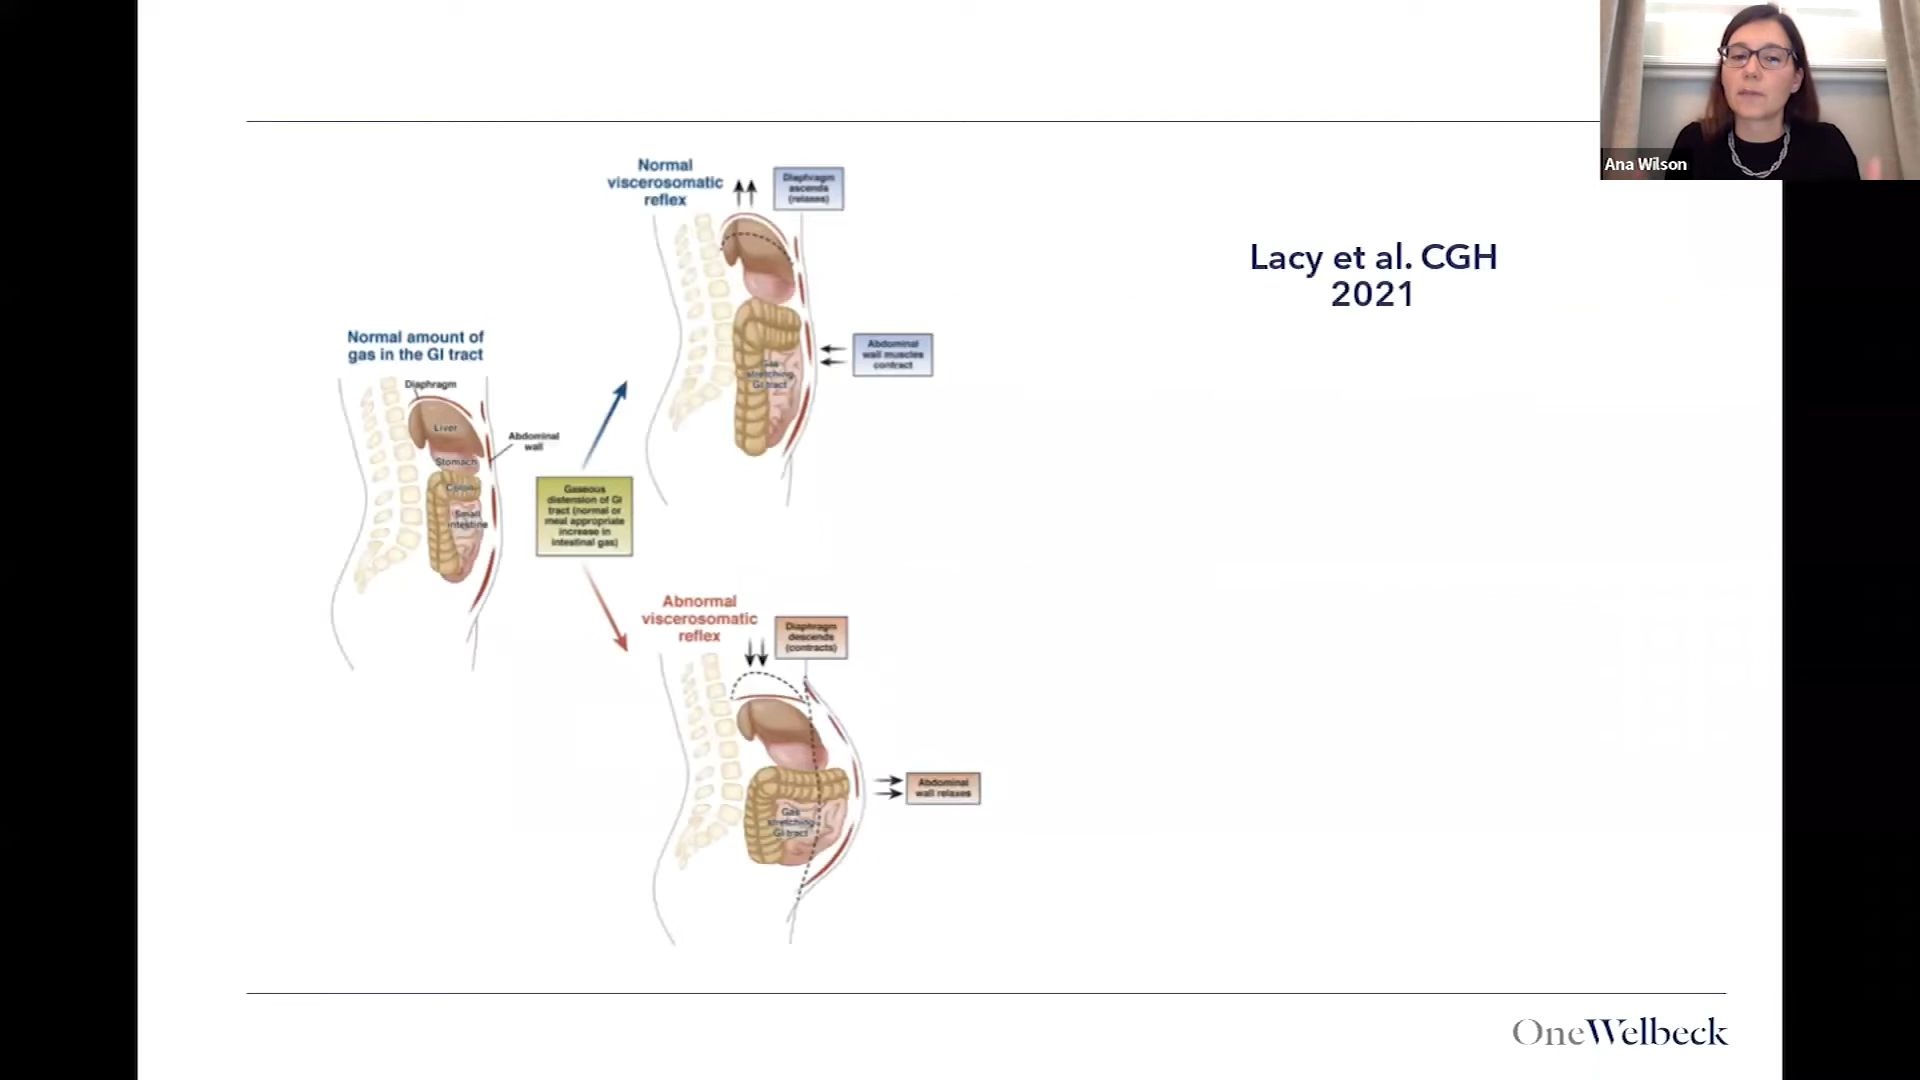 Ana Wilson
Lacy et al. CGH
2021
Normal
viscerosomatic
reflex
Diaphragm
ascends
(relaxes)
Abdominal
wall muscles
contract
Gas
stretching
GI tract
Normal amount of
gas in the GI tract
Diaphragm
Liver
Abdominal
wall
Stomach
Colon
Small
intestine
Gaseous
distension of GI
tract (normal or
meal appropriate
increase in
intestinal gas)
Abnormal
viscerosomatic
reflex
Diaphragm
descends
(contracts)
Abdominal
wall relaxes
Gas
stretching
GI tract
OneWelbeck